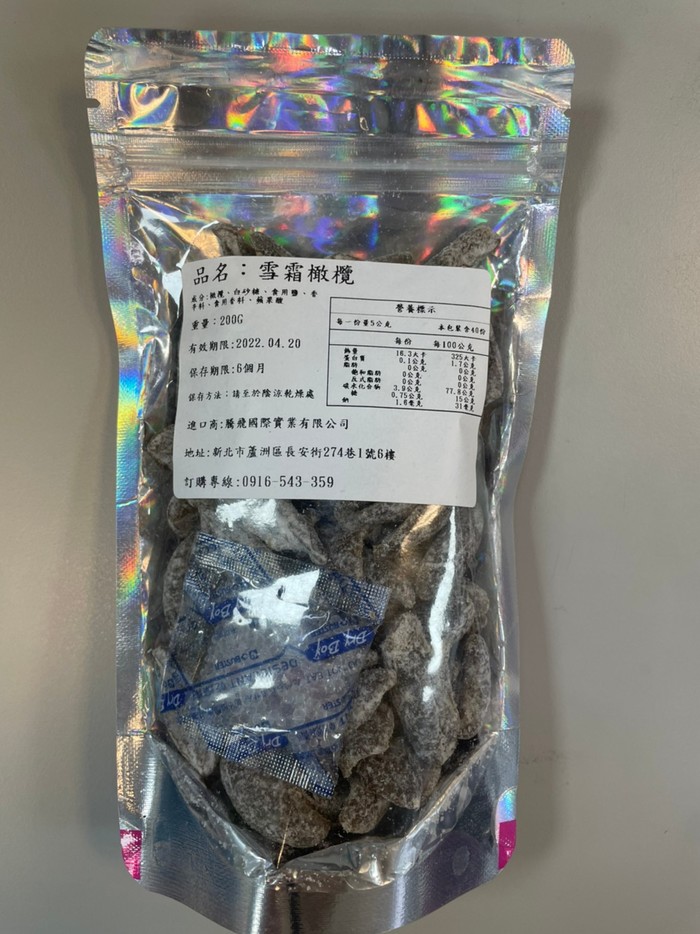 品名：雪霜橄欖
成分:橄欖、白砂糖、食用鹽、香
辛料、食用香料、蘋果酸
重量：200G
有效期限:2022.04.20
保存期限:6個月
保存方法：請至於陰涼乾燥處
進口商:騰飛國際實業有限公司
地址:新北市蘆洲區長安街274巷1號6樓
訂購專線:0916-543-359
營養標示
每一份量5公克 本包裝含40份
每份 每100公克
熱量 16.3大卡 325大卡
蛋白質 0.1公克 1.7公克
脂肪 0公克 0公克
飽和脂肪 0公克 0公克
反式脂肪 0公克 0公克
碳水化合物 3.9公克 77.8公克
糖 0.75公克 15公克
鈉 1.6毫克 31毫克
Dry Boy
Dry Boy
Dry Boy